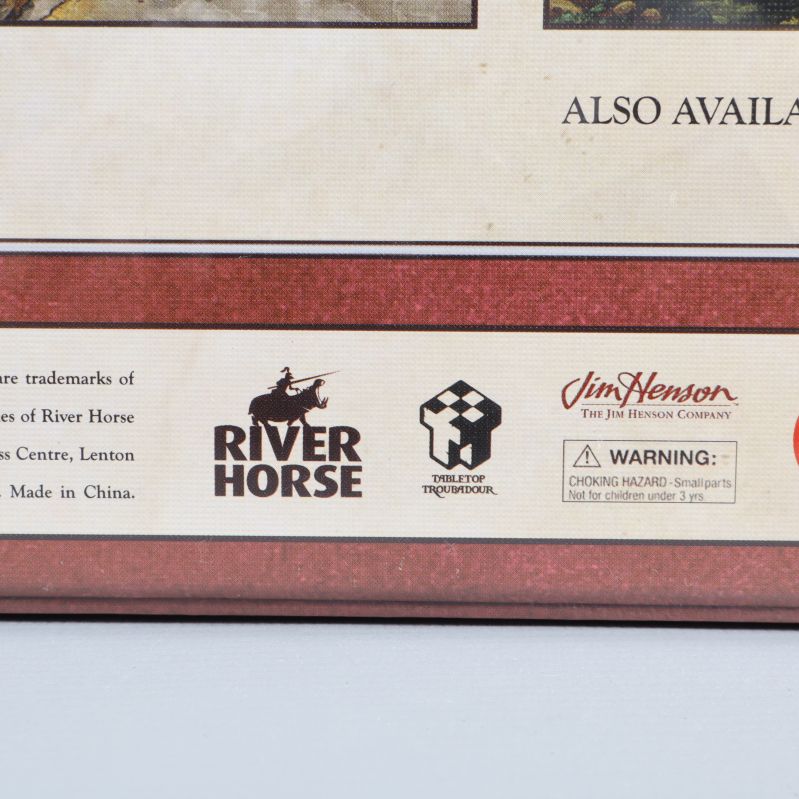 ALSO AVAILA
are trademarks of
es of River Horse
ss Centre, Lenton
. Made in China.
RIVER
HORSE
TABLETOP
TROUBADOUR
Jim Henson
THE JIM HENSON COMPANY
WARNING:
CHOKING HAZARD - Small parts
Not for children under 3 yrs.